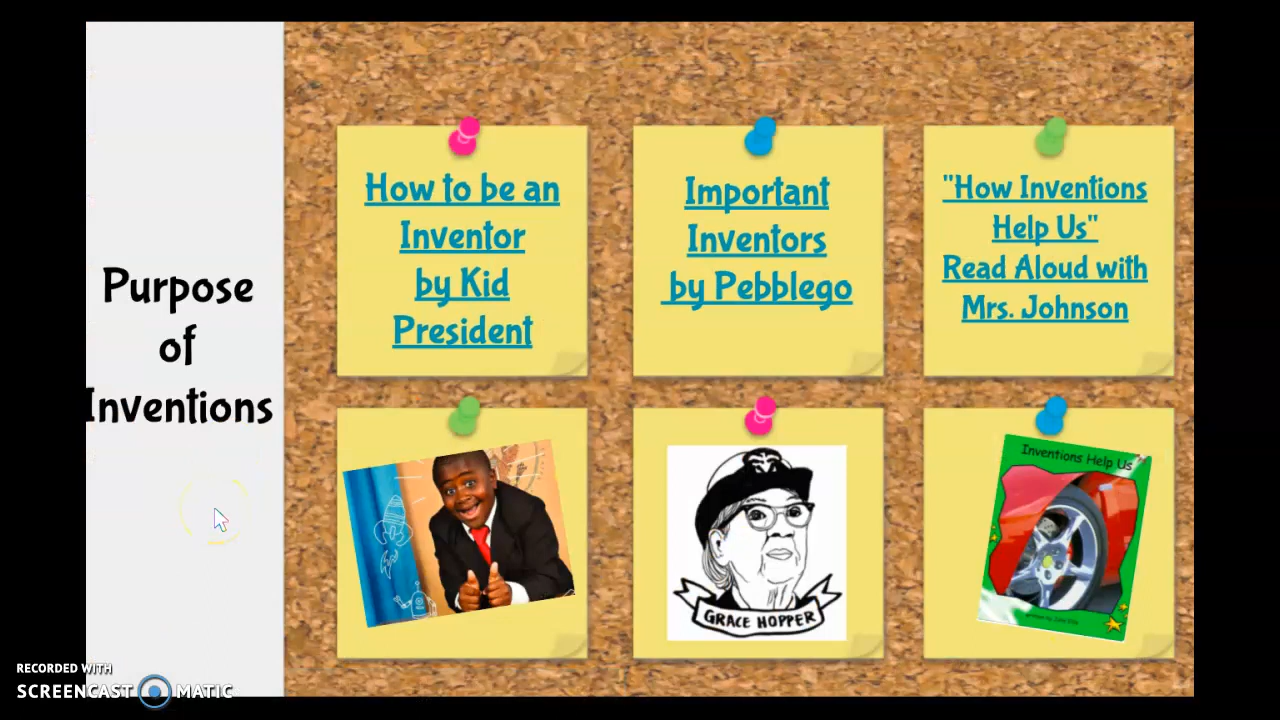 Purpose
of
Inventions
How to be an
Inventor
by Kid
President
Important
Inventors
by Pebblego
"How Inventions
Help Us"
Read Aloud with
Mrs. Johnson
GRACE HOPPER
Inventions Help Us
RECORDED WITH
SCREENCAST MATIC